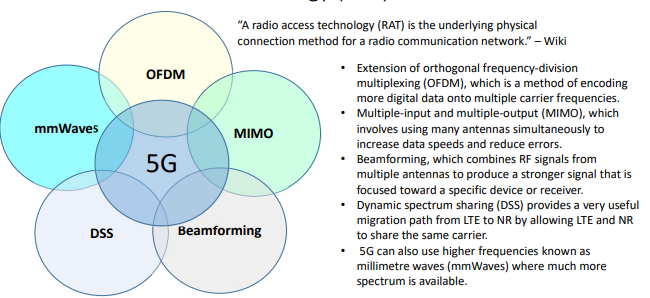 "A radio access technology (RAT) is the underlying physical
connection method for a radio communication network." – Wiki
OFDM
mmWaves
MIMO
5G
DSS
Beamforming
• Extension of orthogonal frequency-division
multiplexing (OFDM), which is a method of encoding
more digital data onto multiple carrier frequencies.
• Multiple-input and multiple-output (MIMO), which
involves using many antennas simultaneously to
increase data speeds and reduce errors.
• Beamforming, which combines RF signals from
multiple antennas to produce a stronger signal that is
focused toward a specific device or receiver.
• Dynamic spectrum sharing (DSS) provides a very useful
migration path from LTE to NR by allowing LTE and NR
to share the same carrier.
• 5G can also use higher frequencies known as
millimetre waves (mmWaves) where much more
spectrum is available.